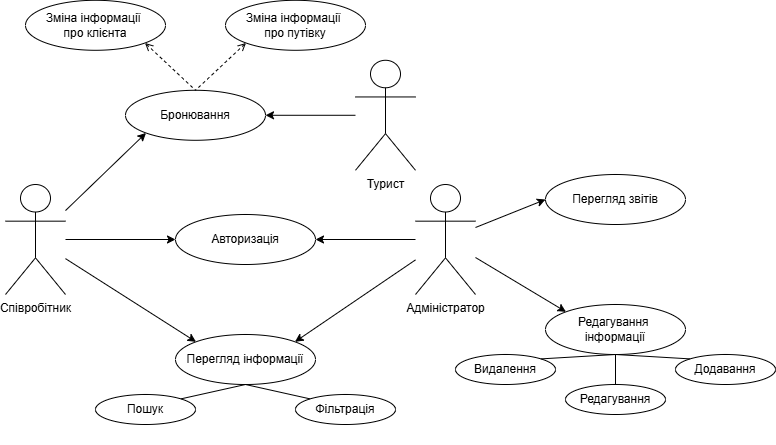 Зміна інформації
про клієнта
Зміна інформації
про путівку
Бронювання
Турист
Перегляд звітів
Авторизація
Співробітник
Адміністратор
Редагування
інформації
Перегляд інформації
Видалення
Додавання
Редагування
Пошук
Фільтрація